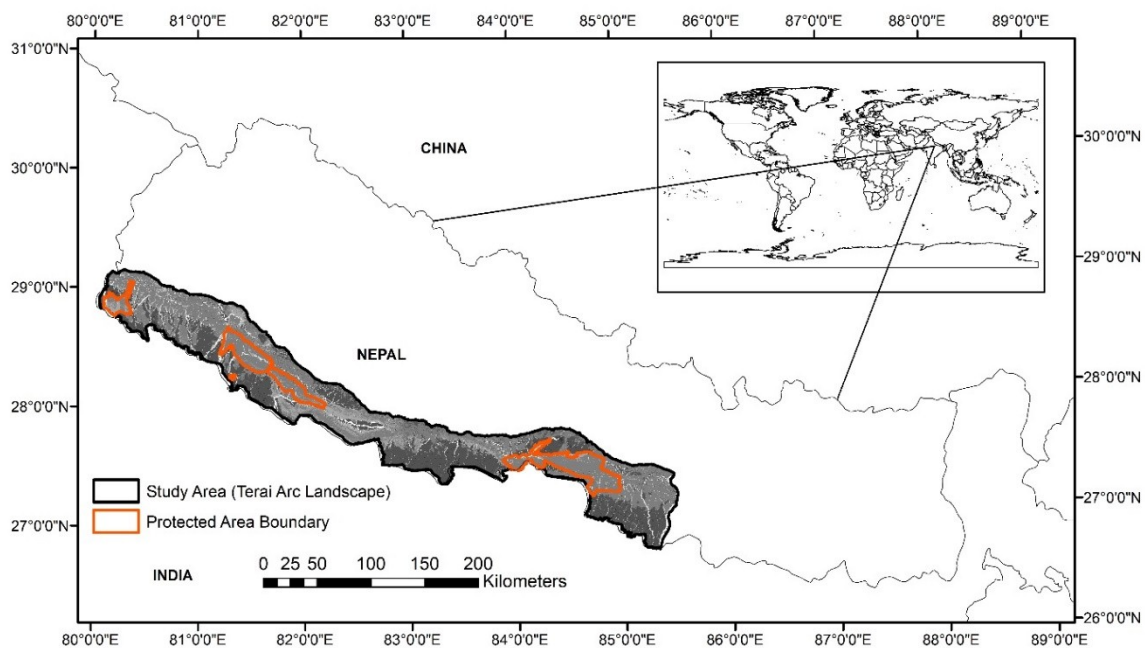 80°0'0"E 81°0'0"E 82°0'0"E 83°0'0"E 84°0'0"E 85°0'0"E 86°0'0"E 87°0'0"E 88°0'0"E 89°0'0"E
31°0'0"N
30°0'0"N
30°0'0"N
CHINA
29°0'0"N
29°0'0"N
NEPAL
28°0'0"N
28°0'0"N
Study Area (Terai Arc Landscape)
Protected Area Boundary
27°0'0"N
27°0'0"N
INDIA
0 25 50 100 150 200
Kilometers
26°0'0"N
80°0'0"E 81°0'0"E 82°0'0"E 83°0'0"E 84°0'0"E 85°0'0"E 86°0'0"E 87°0'0"E 88°0'0"E 89°0'0"E